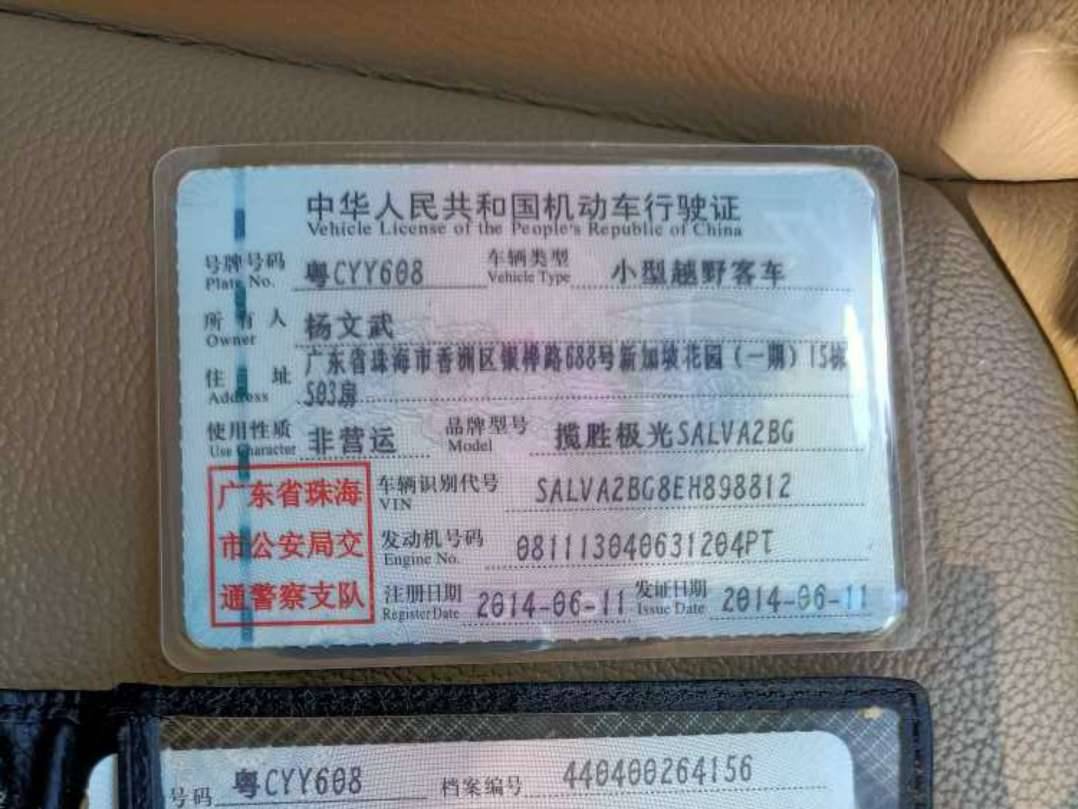 中华人民共和国机动车行驶证
Vehicle License of the People's Republic of China
号牌号码 粤CYY608 车辆类型 小型越野客车
Plate No. Vehicle Type
所有人 杨文武
Owner
住址 广东省珠海市香洲区银桦路688号新加坡花园（一期）15栋
Address 503房
使用性质 非营运 品牌型号 揽胜极光SALVA2BG
Use Character Model
广东省珠海 车辆识别代号 SALVA2BG8EH898812
VIN
市公安局交 发动机号码 081113040631204PT
Engine No.
通警察支队 注册日期 2014-06-11 发证日期 2014-06-11
Register Date Issue Date
号码 粤CYY608 档案编号 440400264156